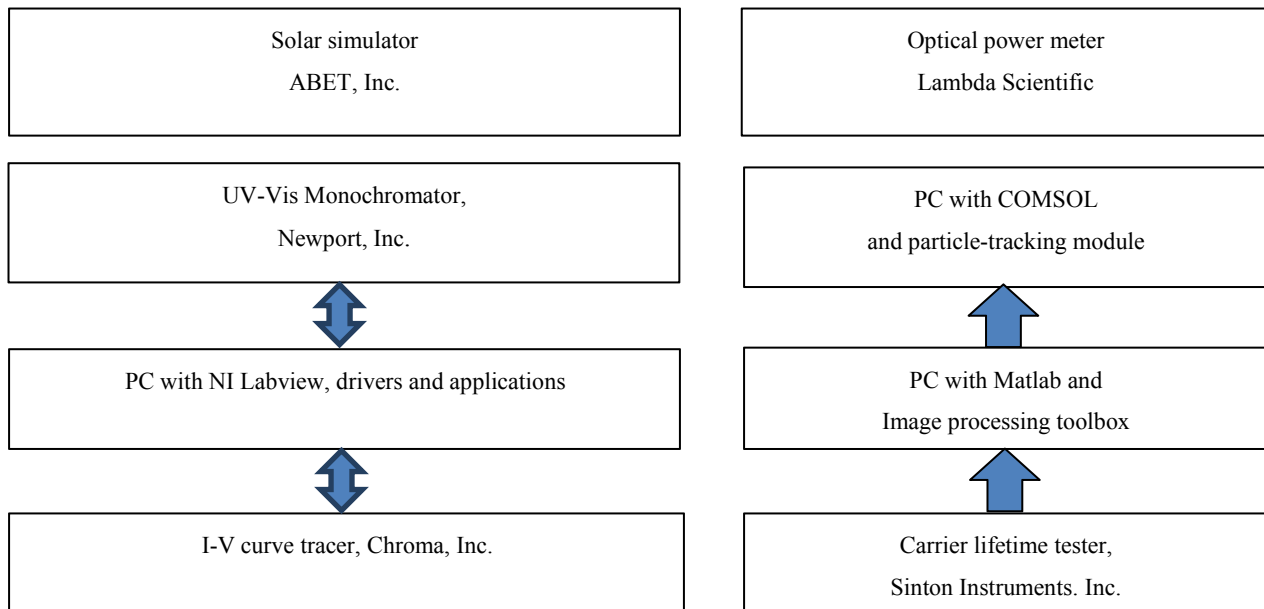 Solar simulator
ABET, Inc.
Optical power meter
Lambda Scientific
UV-Vis Monochromator,
Newport, Inc.
PC with COMSOL
and particle-tracking module
PC with NI Labview, drivers and applications
PC with Matlab and
Image processing toolbox
I-V curve tracer, Chroma, Inc.
Carrier lifetime tester,
Sinton Instruments. Inc.